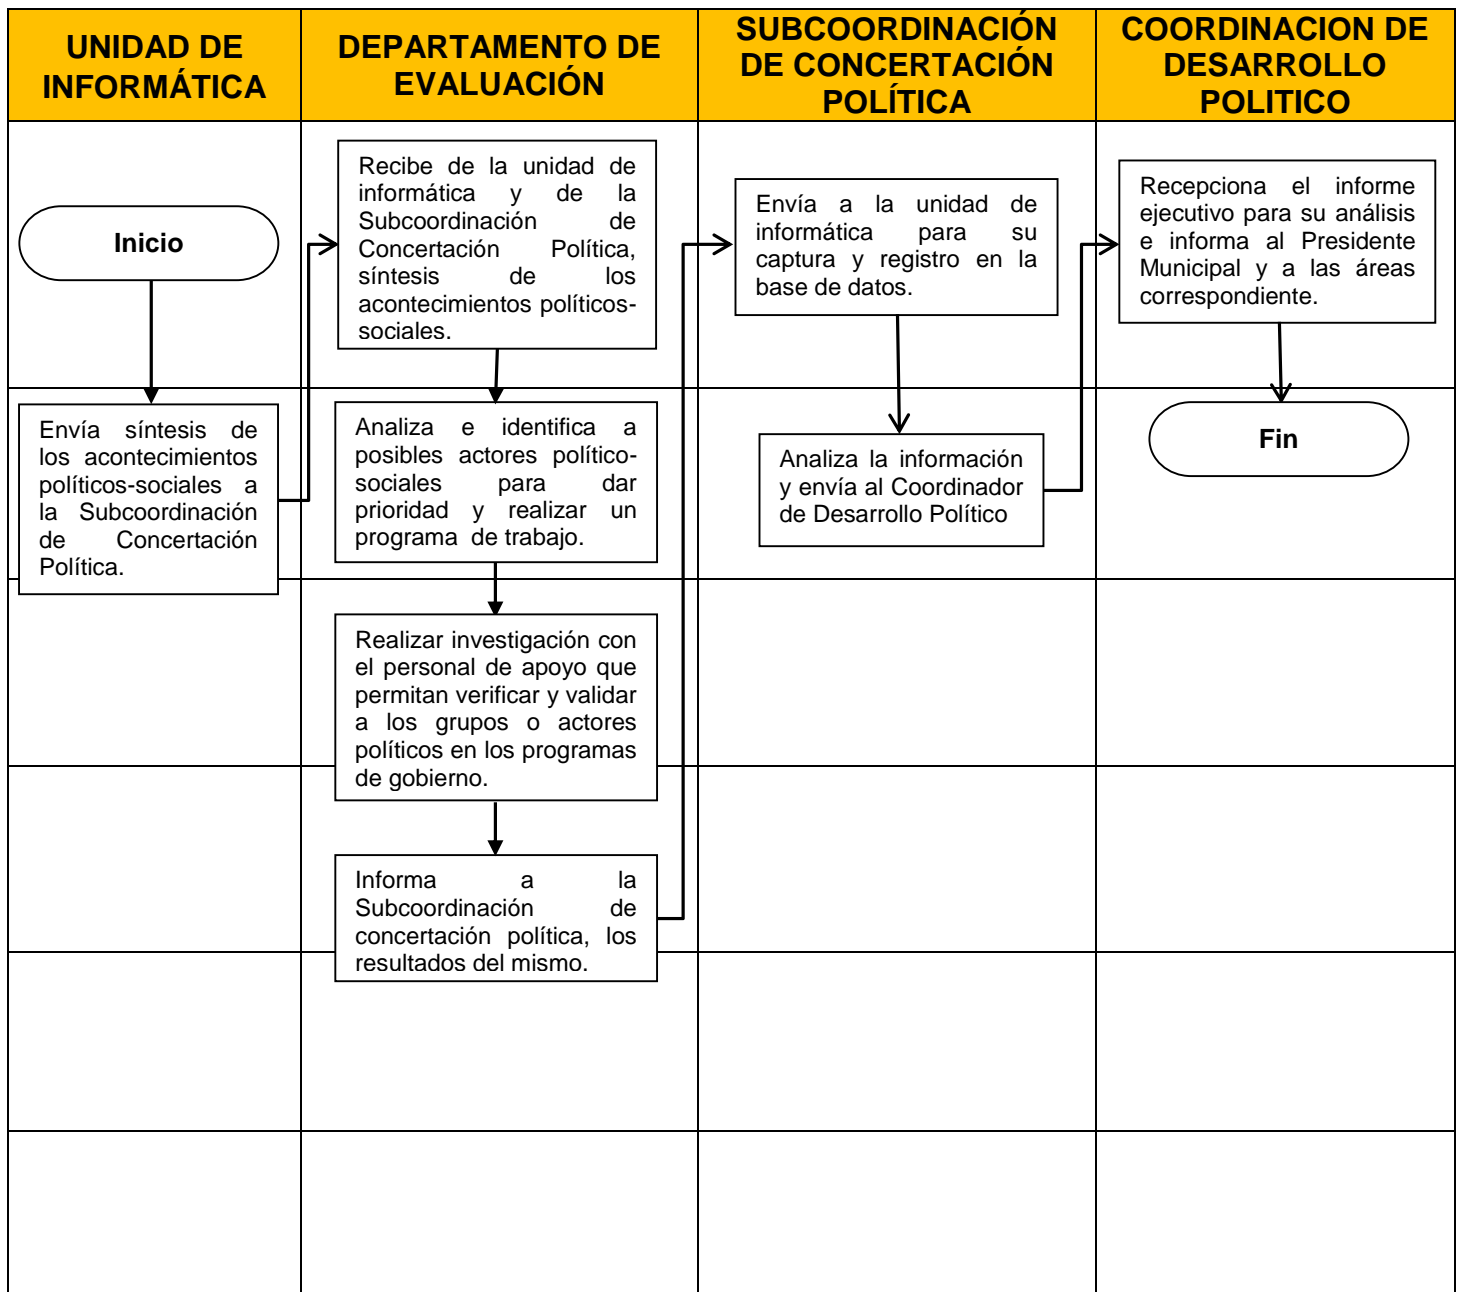 UNIDAD DE
INFORMÁTICA
DEPARTAMENTO DE
EVALUACIÓN
SUBCOORDINACIÓN
DE CONCERTACIÓN
POLÍTICA
COORDINACION DE
DESARROLLO
POLITICO
Inicio
Envía síntesis de
los acontecimientos
políticos-sociales a
la Subcoordinación
de Concertación
Política.
Recibe de la unidad de
informática y de la
Subcoordinación de
Concertación Política,
síntesis de los
acontecimientos políticos-
sociales.
Analiza e identifica a
posibles actores político-
sociales para dar
prioridad y realizar un
programa de trabajo.
Realizar investigación con
el personal de apoyo que
permitan verificar y validar
a los grupos o actores
políticos en los programas
de gobierno.
Informa a la
Subcoordinación de
concertación política, los
resultados del mismo.
Envía a la unidad de
informática para su
captura y registro en la
base de datos.
Analiza la información
y envía al Coordinador
de Desarrollo Político
Recepciona el informe
ejecutivo para su análisis
e informa al Presidente
Municipal y a las áreas
correspondiente.
Fin